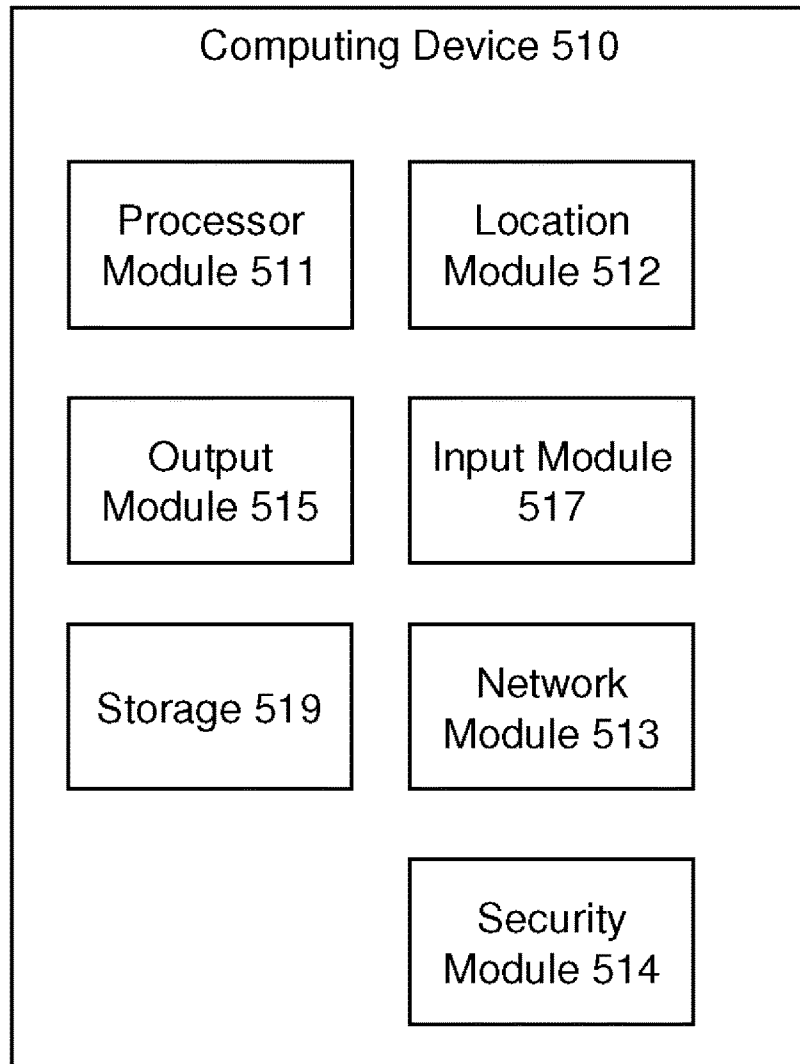 Computing Device 510
Processor
Module 511
Location
Module 512
Output
Module 515
Input Module
517
Storage 519
Network
Module 513
Security
Module 514